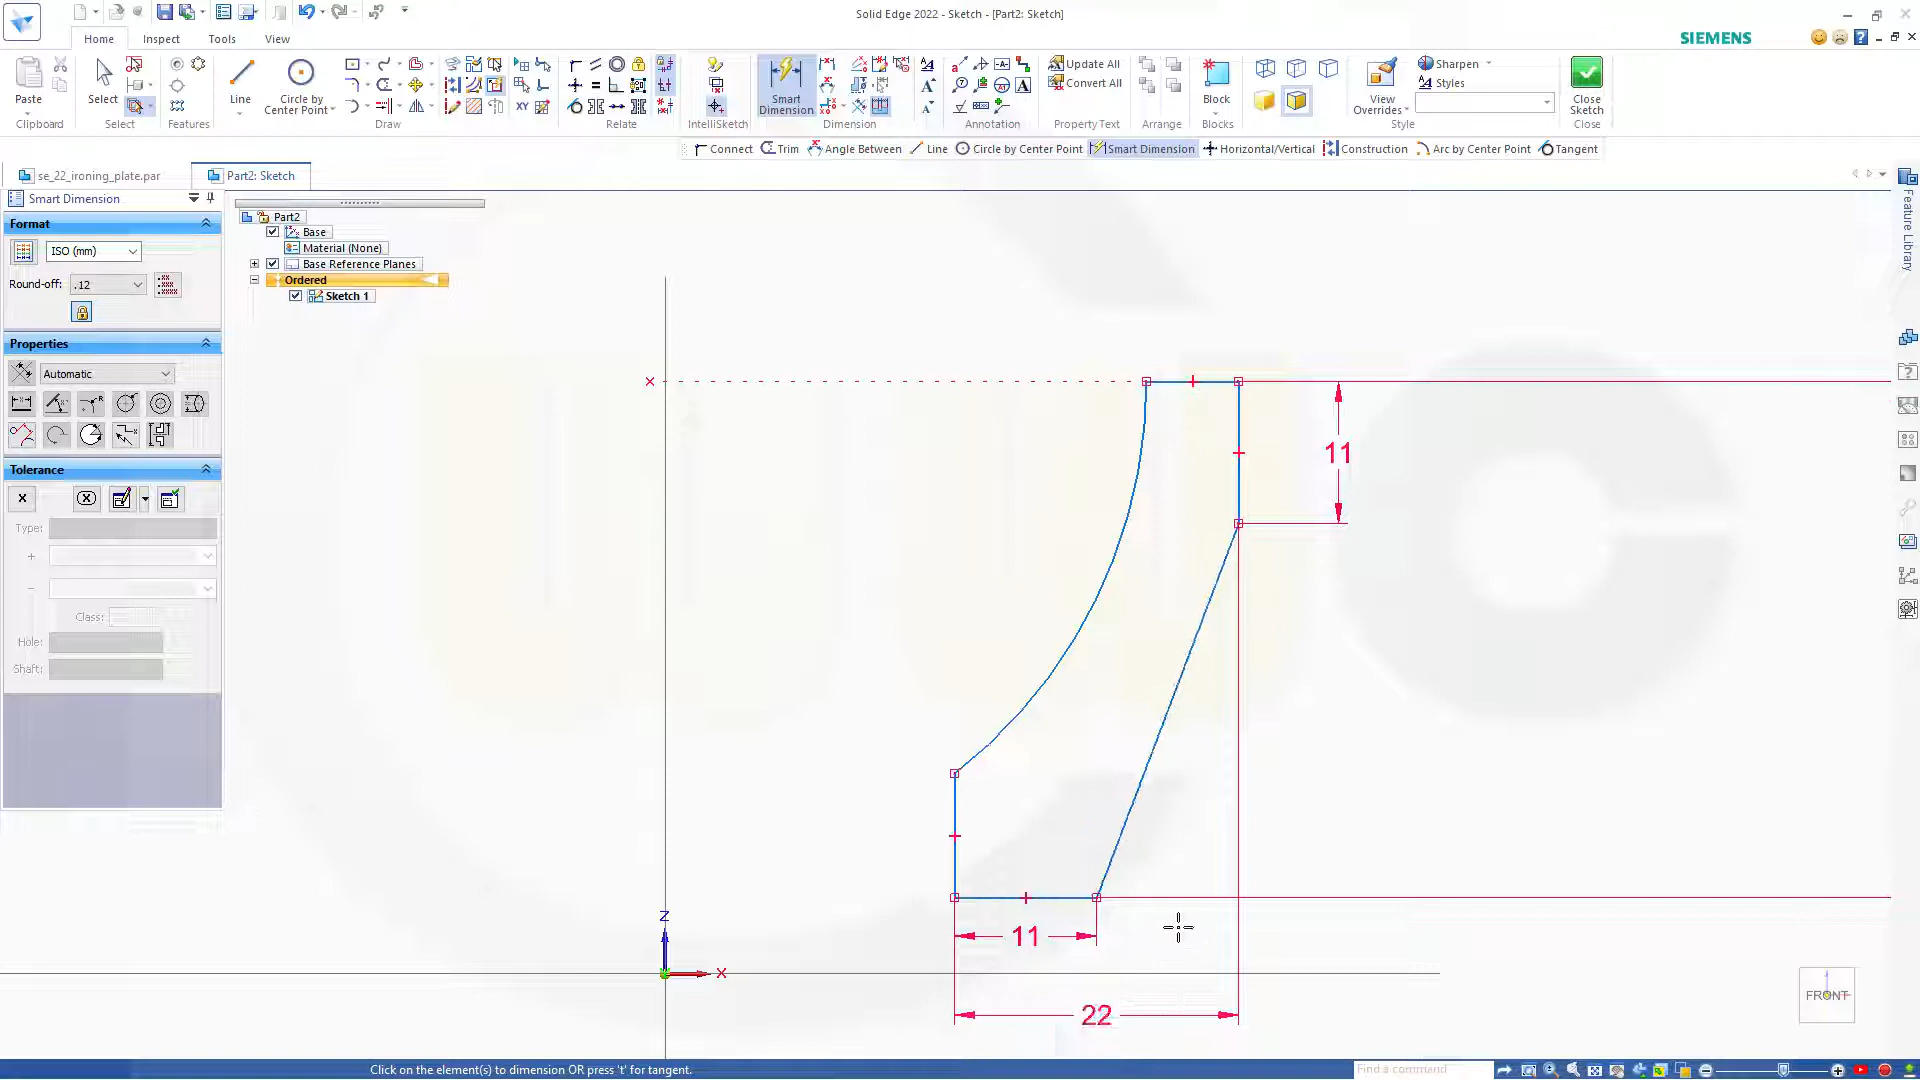 Solid Edge 2022 - Sketch - [Part2: Sketch]
Home Inspect Tools View
SIEMENS
Paste
Clipboard
Select
Select
Features
Line
Circle by Center Point
Draw
Relate
IntelliSketch
Smart Dimension
Dimension
Annotation
Update All
Convert All
Property Text
Arrange
Block
Blocks
View Overrides
Sharpen
Styles
Style
Close Sketch
Close
Connect Trim Angle Between Line Circle by Center Point Smart Dimension Horizontal/Vertical Construction Arc by Center Point Tangent
se_22_ironing_plate.par Part2: Sketch
Smart Dimension
Format
ISO (mm)
Round-off: .12
Properties
Automatic
Tolerance
Type:
+
-
Class:
Hole:
Shaft:
Part2
Base
Material (None)
Base Reference Planes
Ordered
Sketch 1
Feature Library
11
11
22
Z
X
FRONT
Click on the element(s) to dimension OR press 't' for tangent.
Find a command